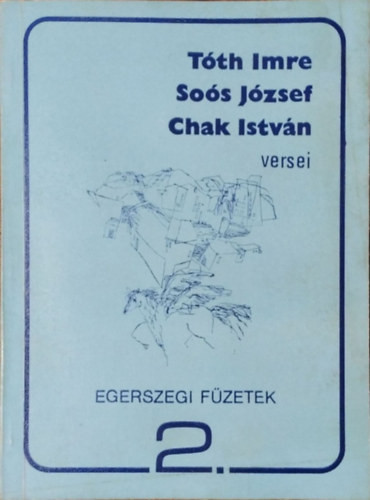 Tóth Imre
Soós József
Chak István
versei
EGERSZEGI FÜZETEK
2.